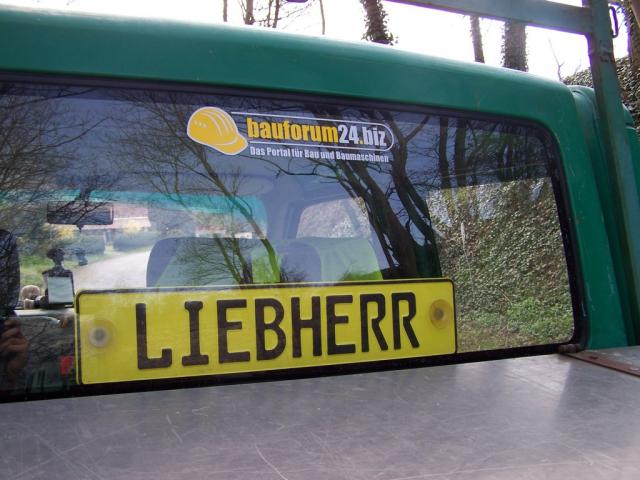 bauforum24.biz
Das Portal für Bau und Baumaschinen
LIEBHERR